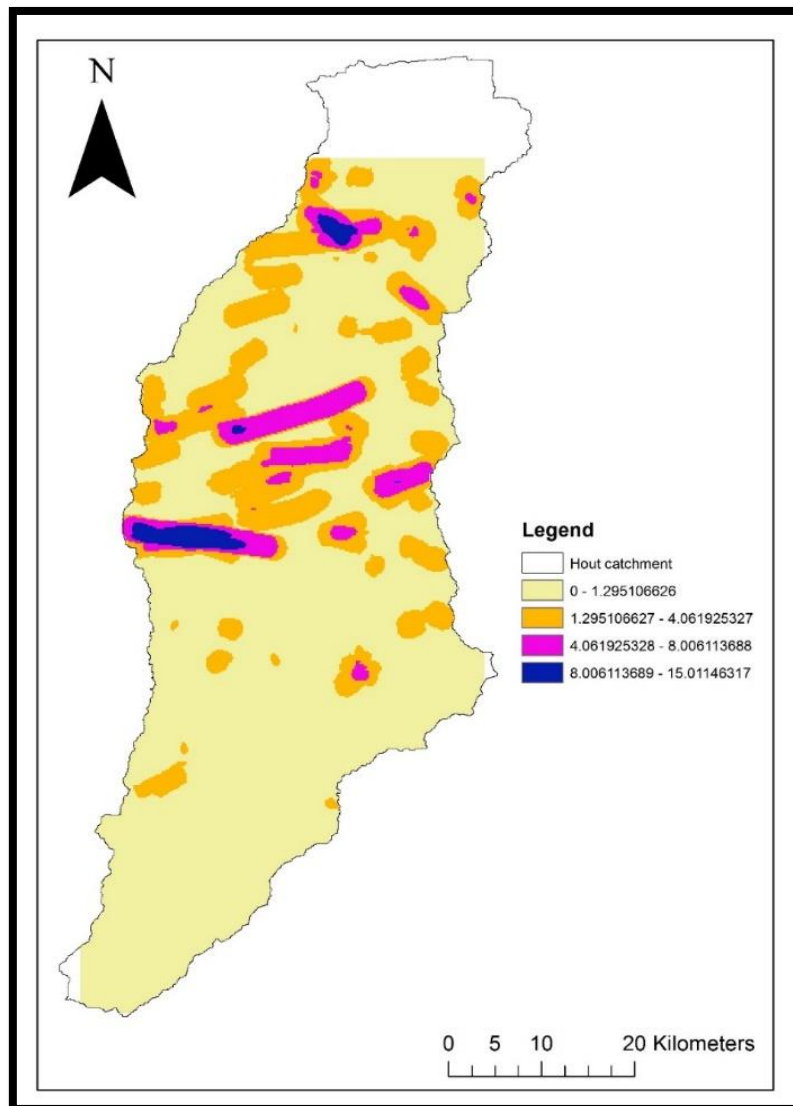 N
Legend
Hout catchment
0 - 1.295106626
1.295106627 - 4.061925327
4.061925328 - 8.006113688
8.006113689 - 15.01146317
0 5 10 20 Kilometers